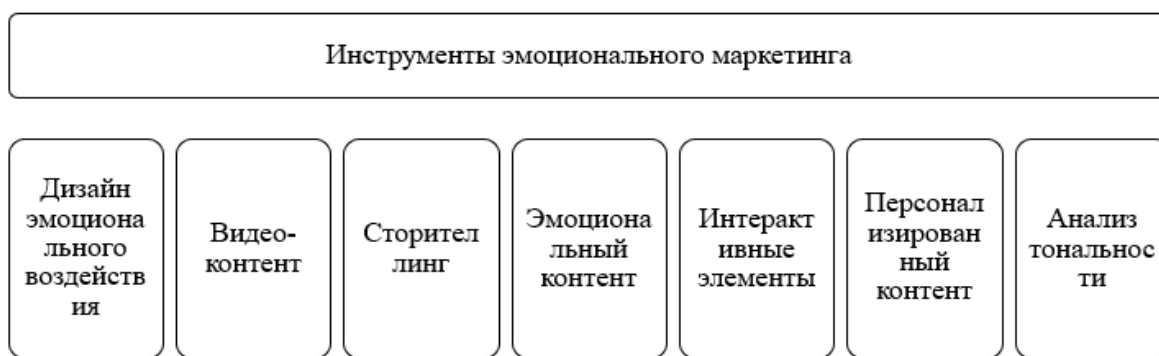 Инструменты эмоционального маркетинга
Дизайн
эмоциона
льного
воздейств
ия
Видео-
контент
Сторител
линг
Эмоциона
льный
контент
Интеракт
ивные
элементы
Персонал
изирован
ный
контент
Анализ
тональнос
ти